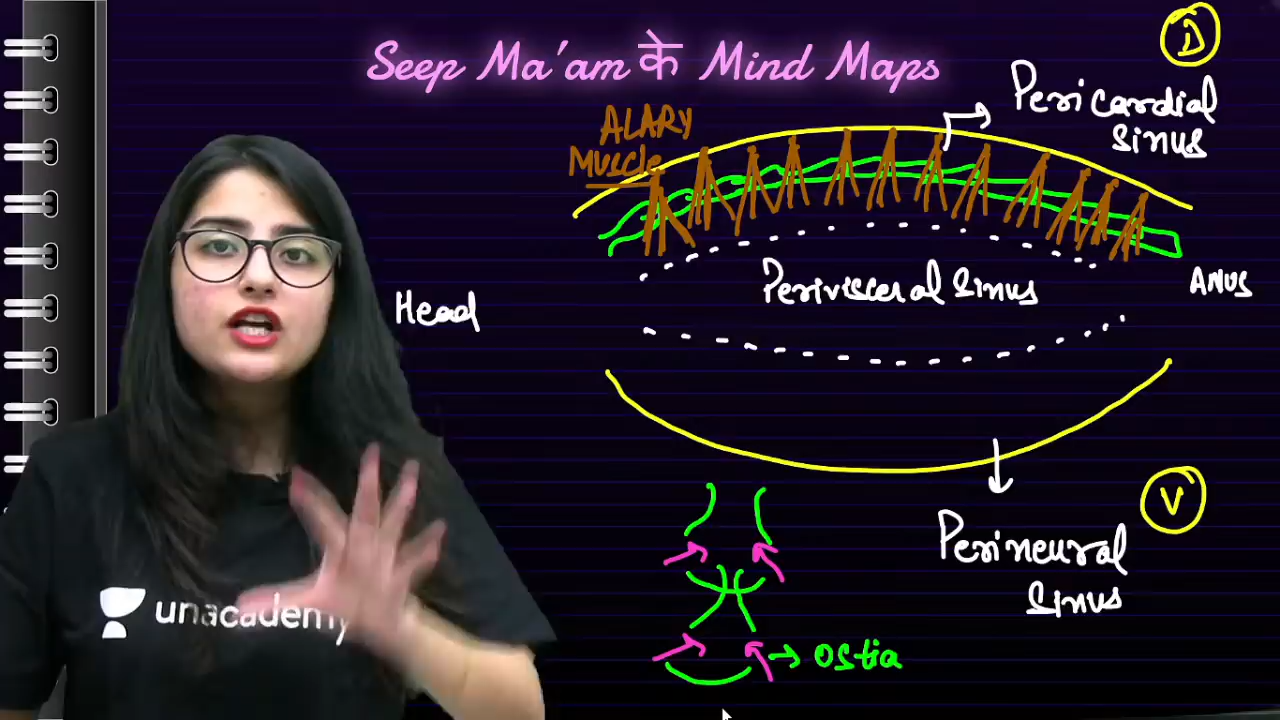 Seep Ma'am के Mind Maps
D
Pericardial
Sinus
ALARY
Muscle
Perivisceral Sinus
Head
ANUS
V
Perineural
Sinus
unacademy
Ostia